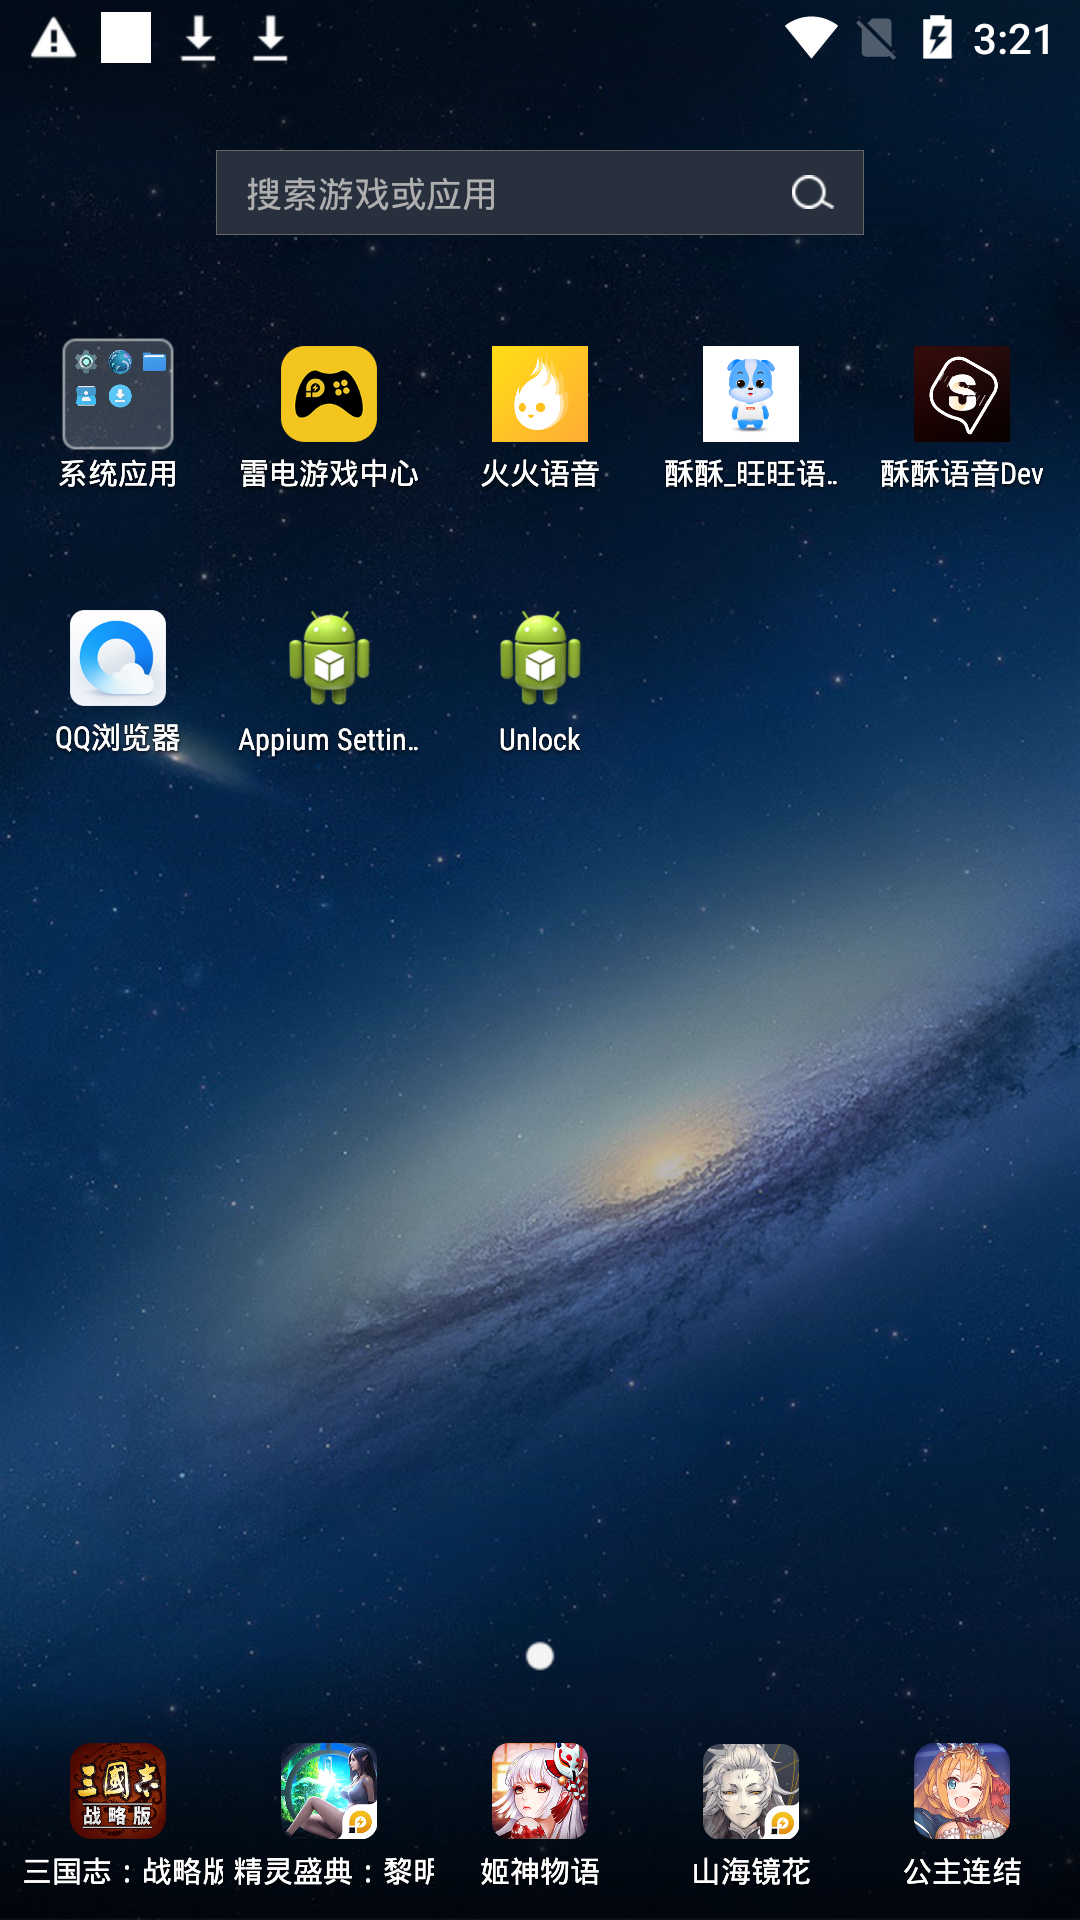 3:21
搜索游戏或应用
系统应用
雷电游戏中心
火火语音
酥酥_旺旺语..
酥酥语音Dev
QQ浏览器
Appium Settin..
Unlock
三國志
战略版
三国志：战略版
精灵盛典：黎明
姬神物语
山海镜花
公主连结